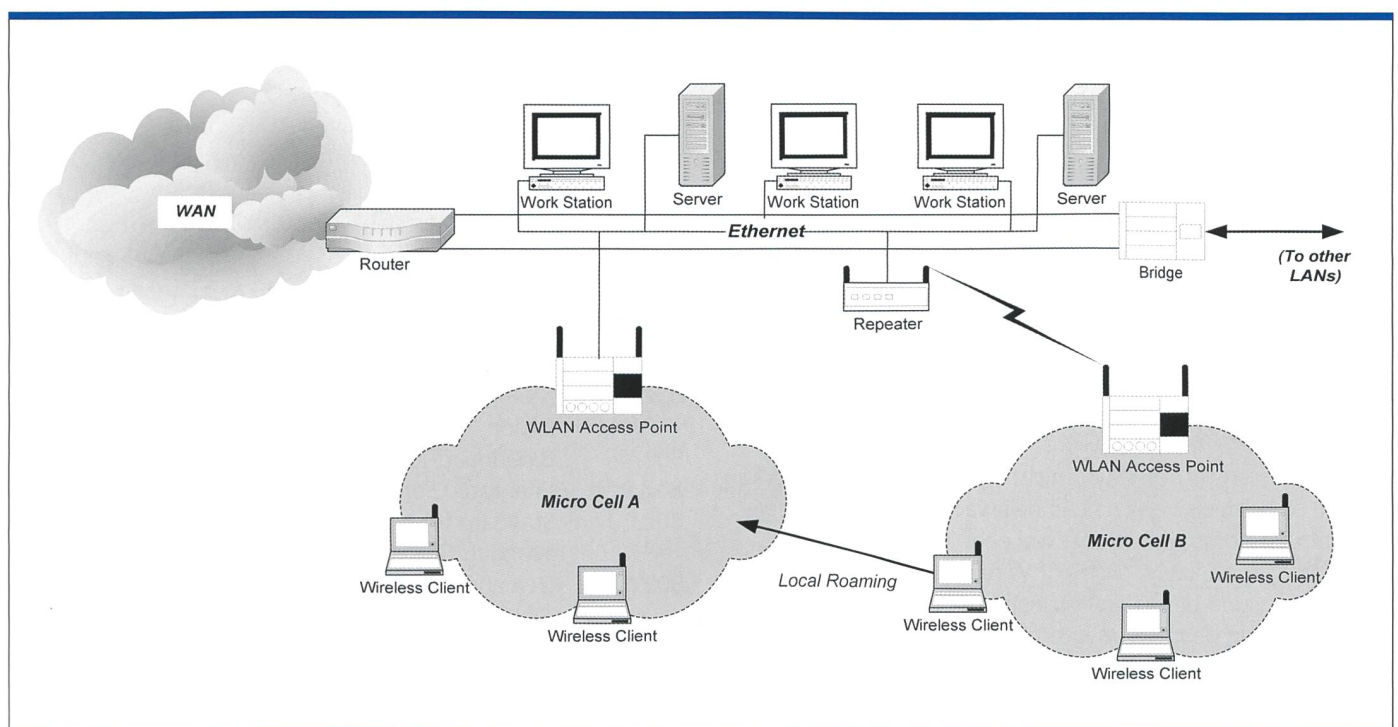 WAN
Router
Work Station
Server
Work Station
Work Station
Server
Ethernet
Bridge
(To other
LANs)
Repeater
WLAN Access Point
Micro Cell A
Wireless Client
Wireless Client
Local Roaming
WLAN Access Point
Micro Cell B
Wireless Client
Wireless Client
Wireless Client